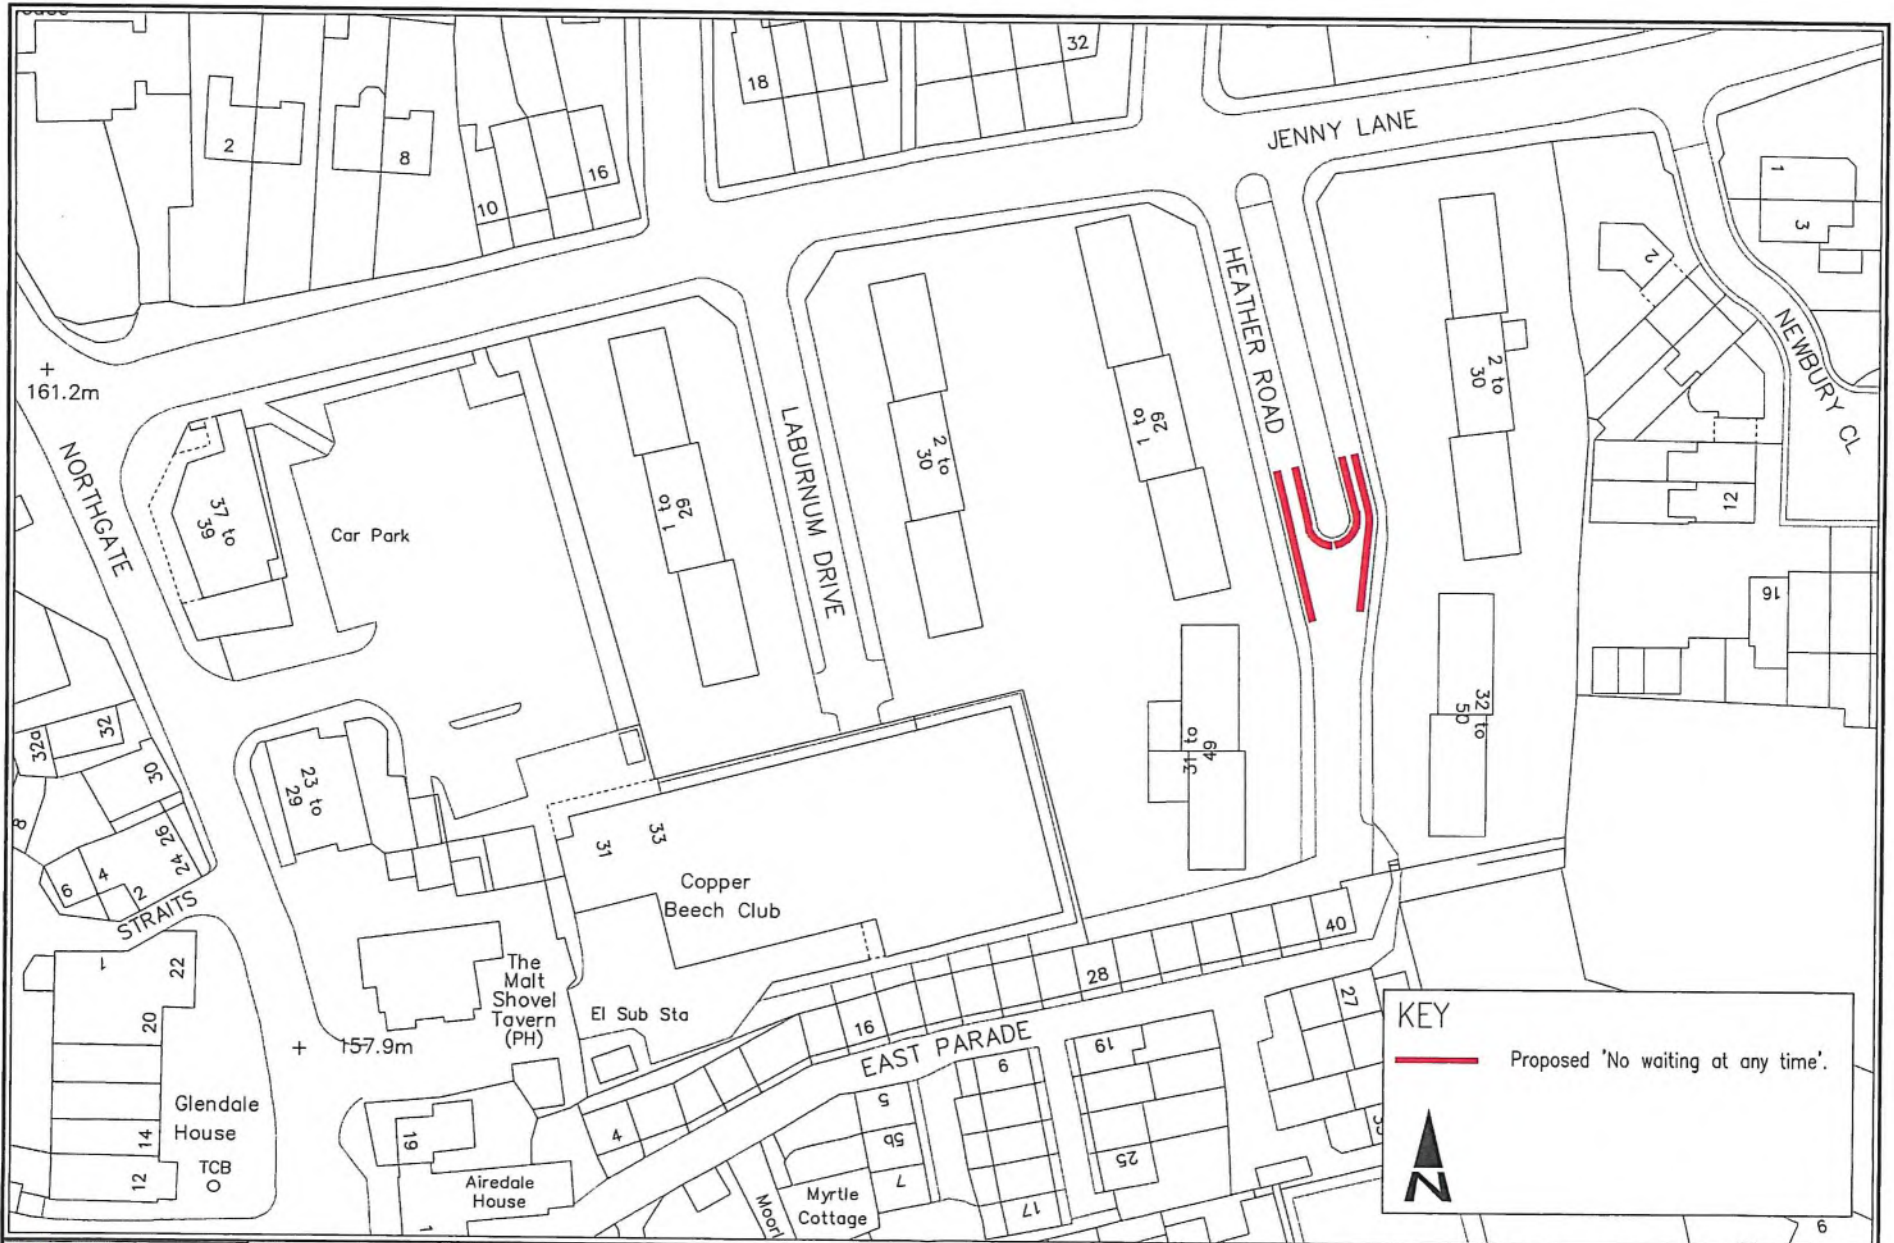 18
32
2
8
10
16
JENNY LANE
1
3
2
161.2m
NORTHGATE
HEATHER ROAD
NEWBURY CL
2 to
30
1 to
29
2 to
30
LABURNUM DRIVE
1 to
29
37 to
39
Car Park
12
16
32 to
50
31 to
49
32a
32
30
8
26
24
6
4
2
STRAITS
23 to
29
31
33
Copper
Beech Club
40
28
16
1
22
20
The
Malt
Shovel
Tavern
(PH)
El Sub Sta
157.9m
EAST PARADE
27
19
9
5
5b
7
25
17
4
Glendale
House
14
12
TCB
19
Airedale
House
1
Myrtle
Cottage
KEY
Proposed 'No waiting at any time'.
N
9